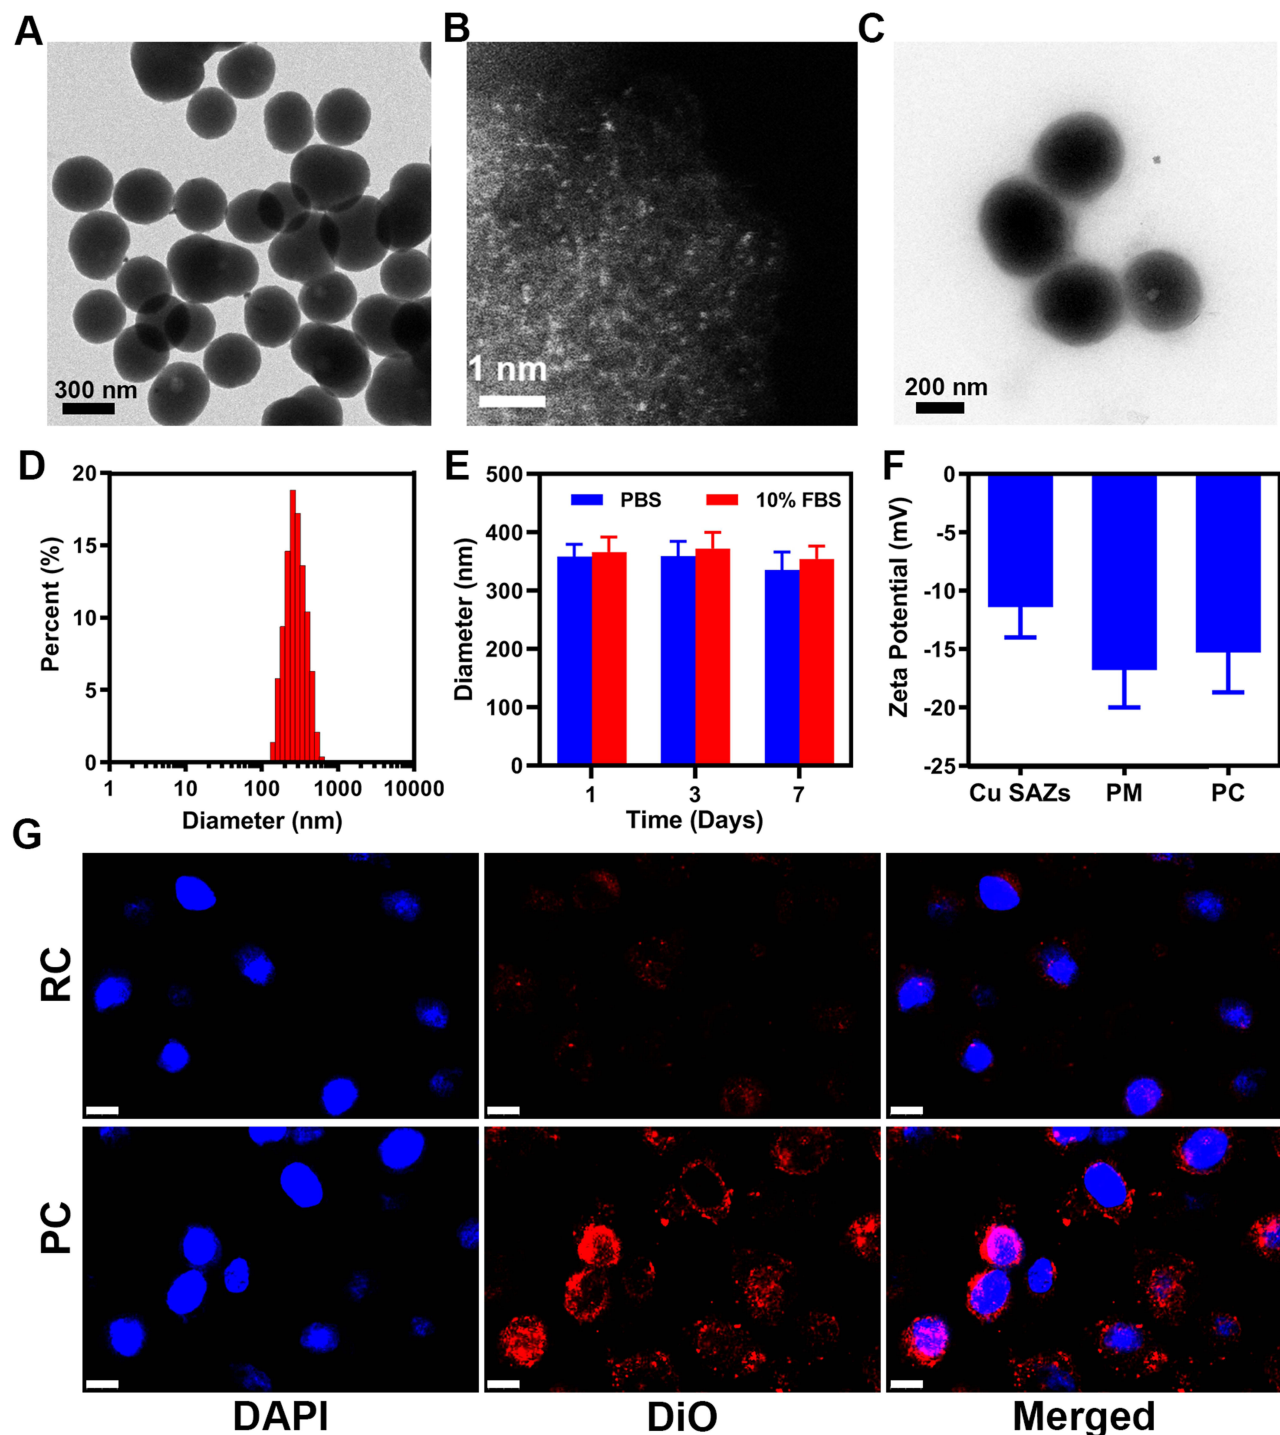 A
B
C
300 nm
1 nm
200 nm
D
E
F
20
15
10
5
0
Percent (%)
1
10
100
1000
10000
Diameter (nm)
500
400
300
200
100
0
Diameter (nm)
PBS
10% FBS
1
3
7
Time (Days)
0
-5
-10
-15
-20
-25
Zeta Potential (mV)
Cu SAZs
PM
PC
G
RC
PC
DAPI
DiO
Merged